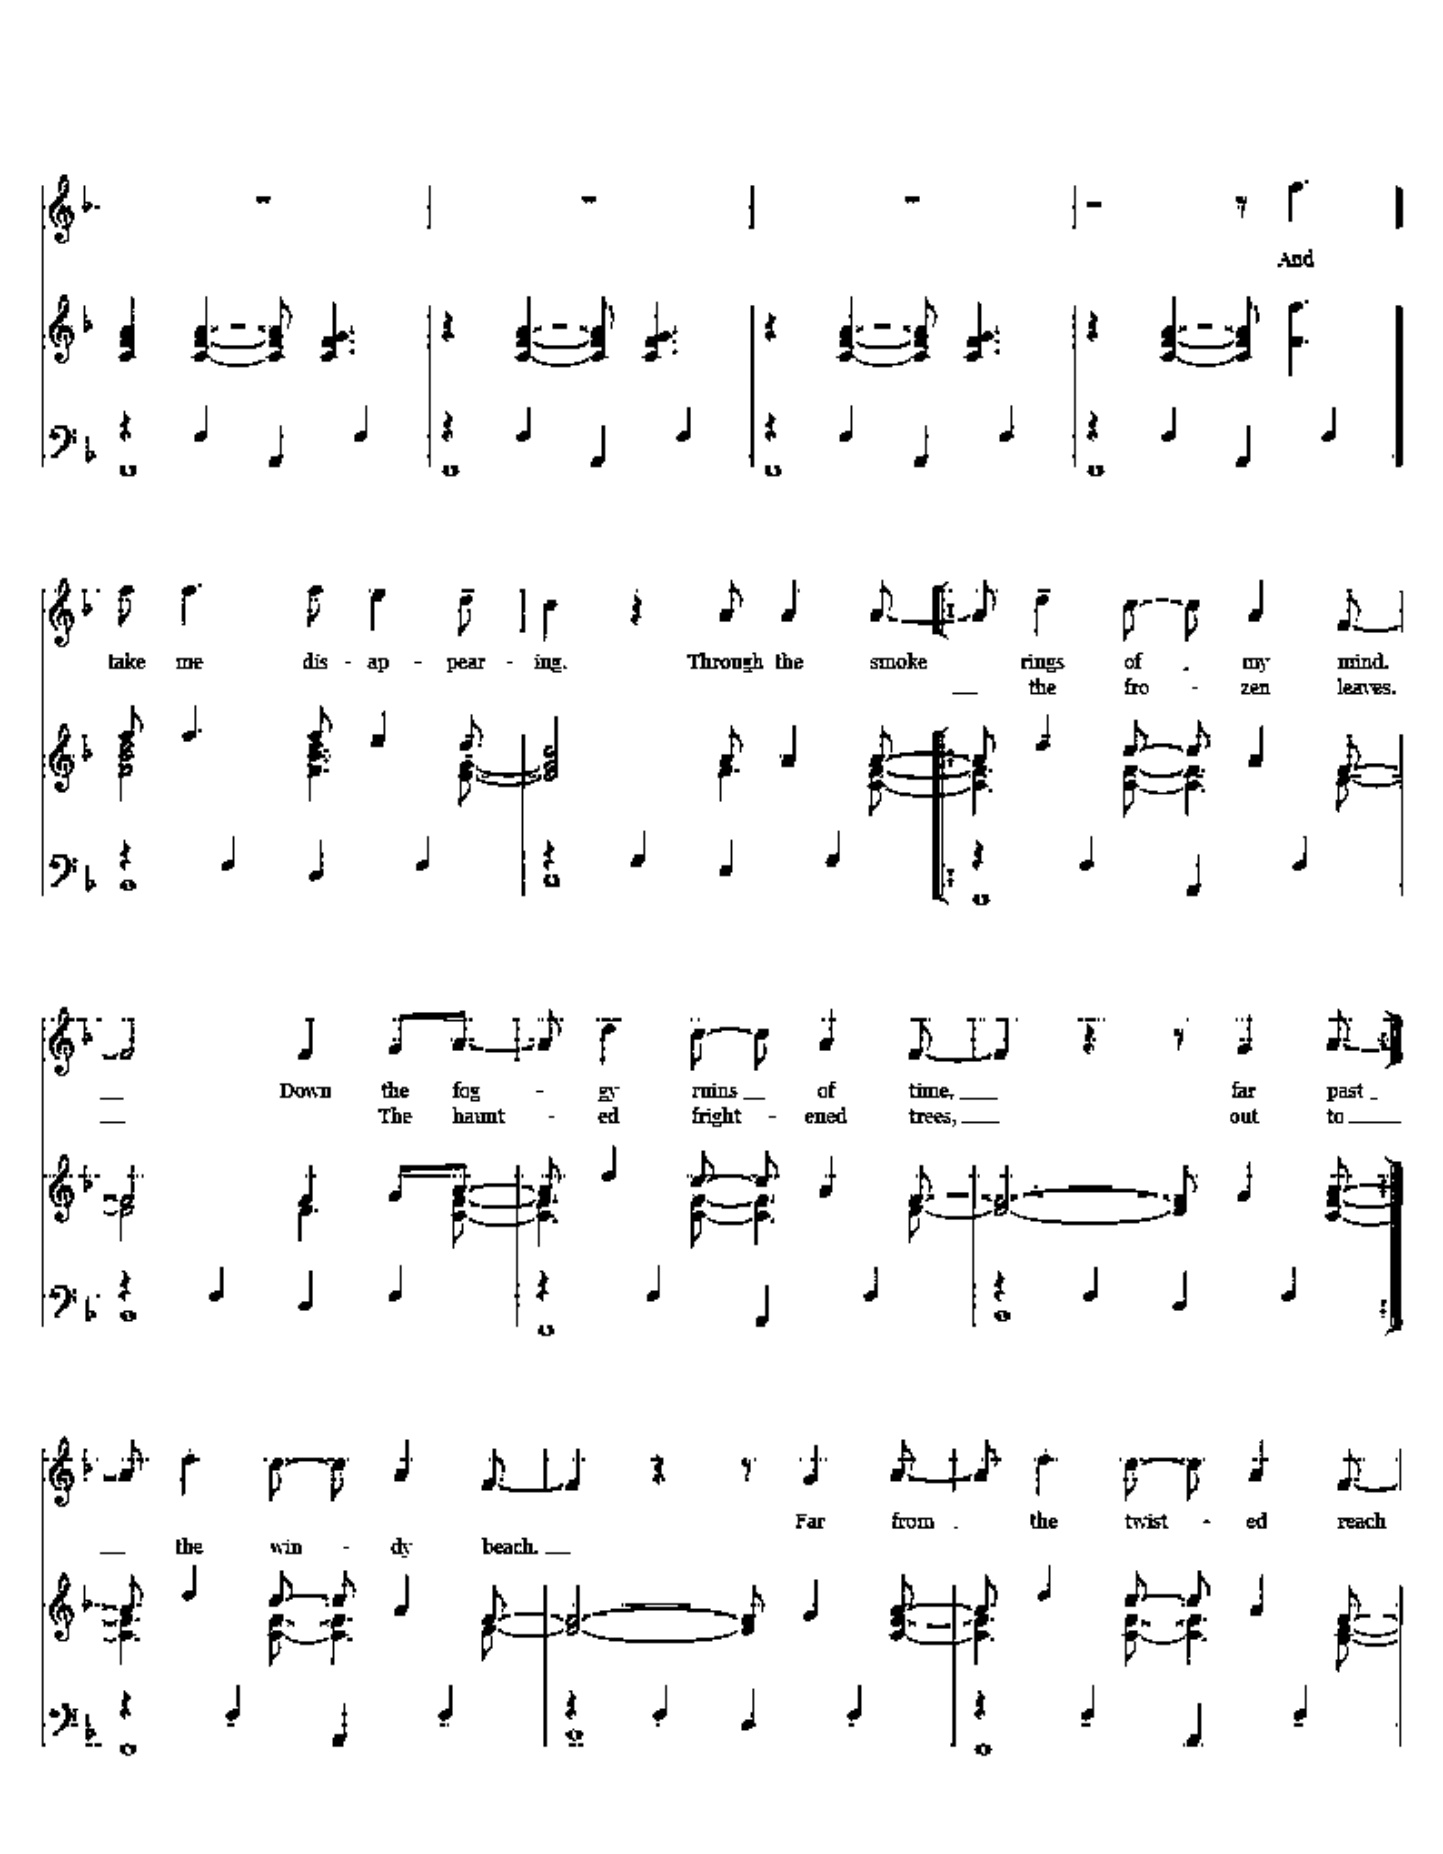 And
take me dis - ap - pear - ing. Through the smoke rings of my mind.
the fro - zen leaves.
Down the fog - gy ruins of time, far past
The haunt - ed fright - ened trees, out to
Far from the twist - ed reach
the win - dy beach.